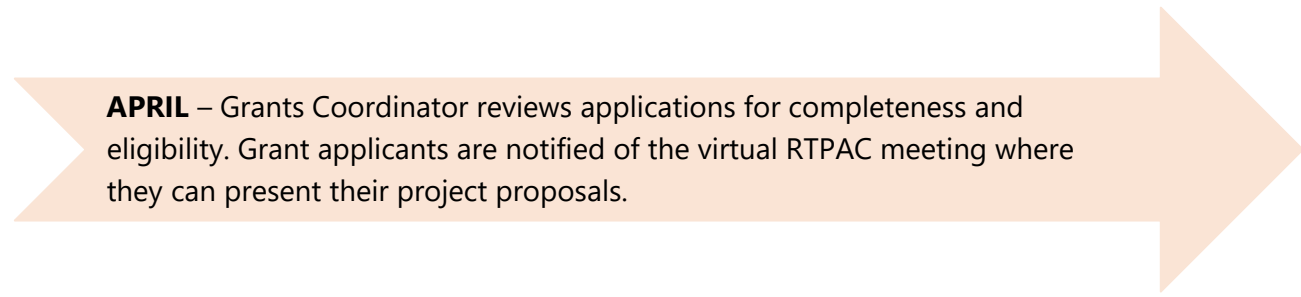 APRIL – Grants Coordinator reviews applications for completeness and
eligibility. Grant applicants are notified of the virtual RTPAC meeting where
they can present their project proposals.